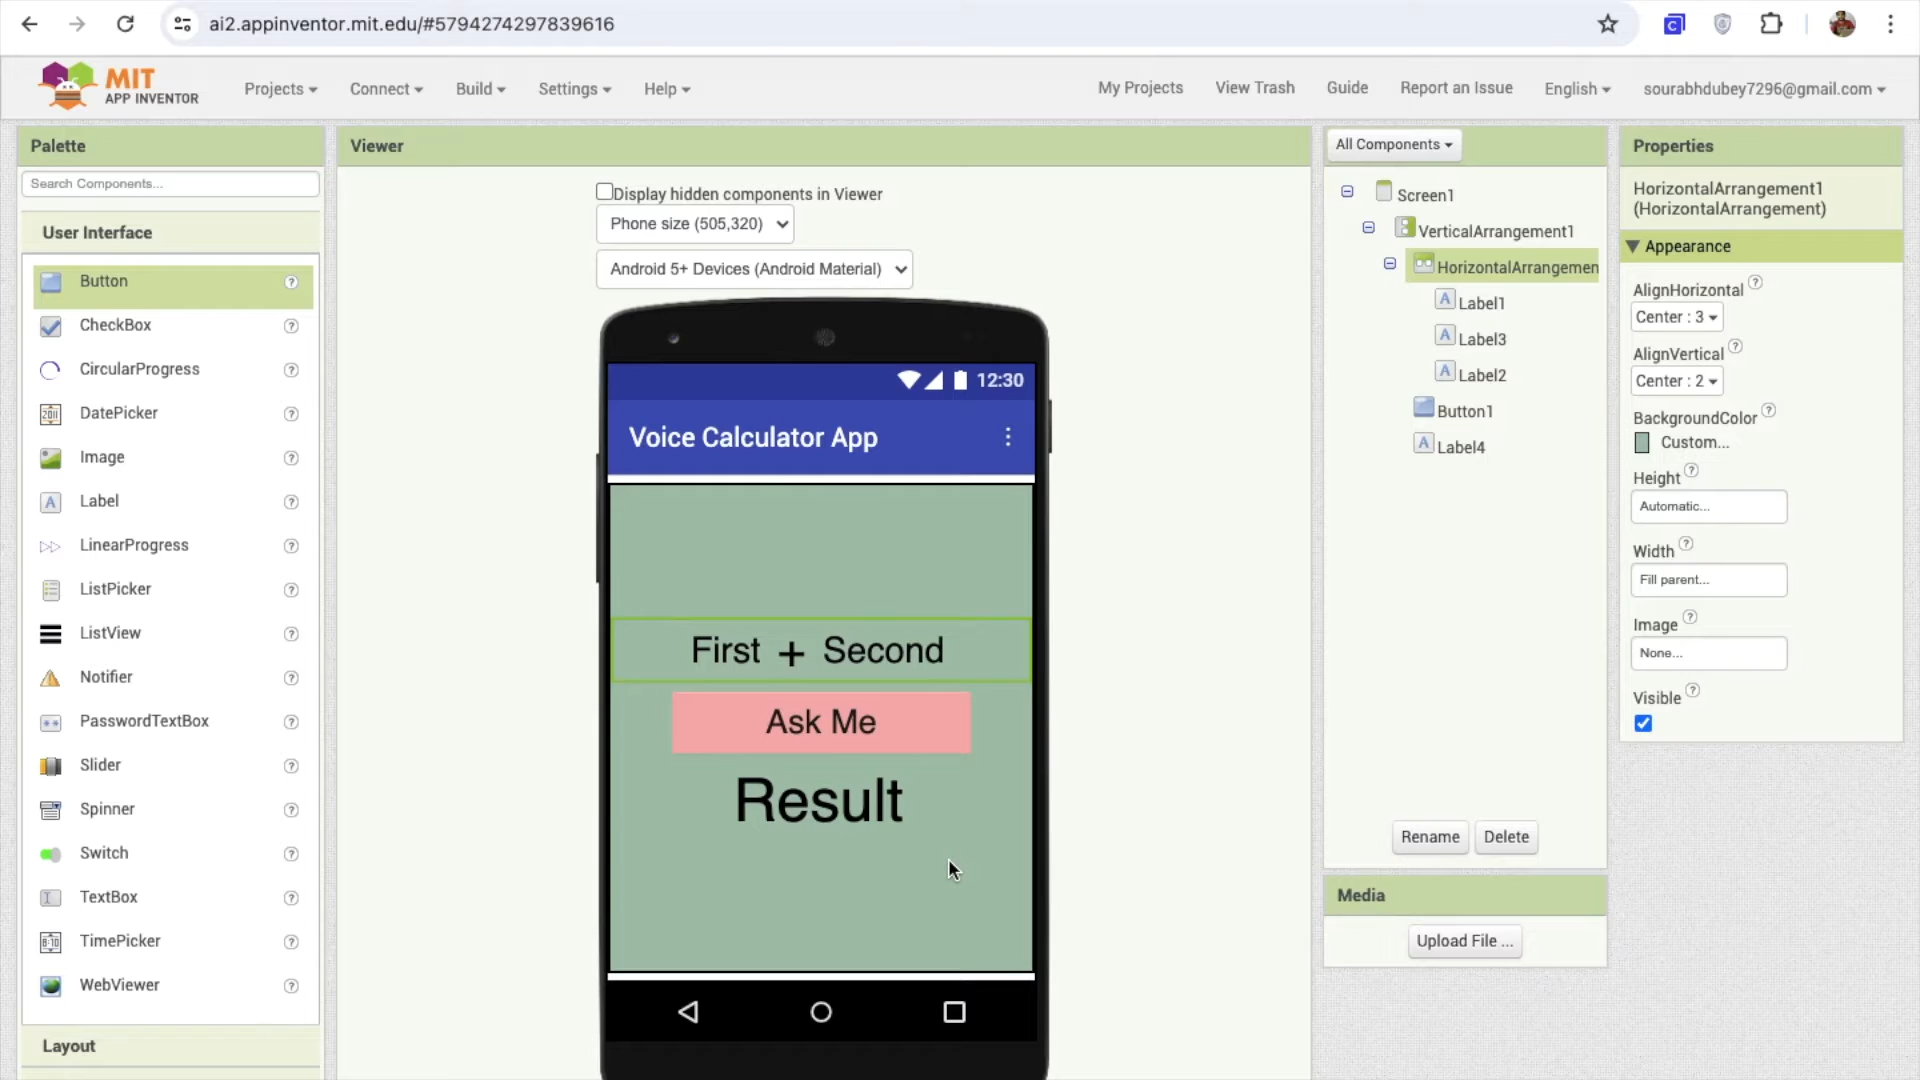 ai2.appinventor.mit.edu/#5794274297839616
MIT
APP INVENTOR
Projects
Connect
Build
Settings
Help
My Projects
View Trash
Guide
Report an Issue
English
sourabhdubey7296@gmail.com
Palette
Search Components...
User Interface
Button
CheckBox
CircularProgress
DatePicker
Image
Label
LinearProgress
ListPicker
ListView
Notifier
PasswordTextBox
Slider
Spinner
Switch
TextBox
TimePicker
WebViewer
Layout
Viewer
Display hidden components in Viewer
Phone size (505,320)
Android 5+ Devices (Android Material)
12:30
Voice Calculator App
First + Second
Ask Me
Result
All Components
Screen1
VerticalArrangement1
HorizontalArrangemen
Label1
Label3
Label2
Button1
Label4
Rename
Delete
Media
Upload File ...
Properties
HorizontalArrangement1
(HorizontalArrangement)
Appearance
AlignHorizontal
Center : 3
AlignVertical
Center : 2
BackgroundColor
Custom...
Height
Automatic...
Width
Fill parent...
Image
None...
Visible